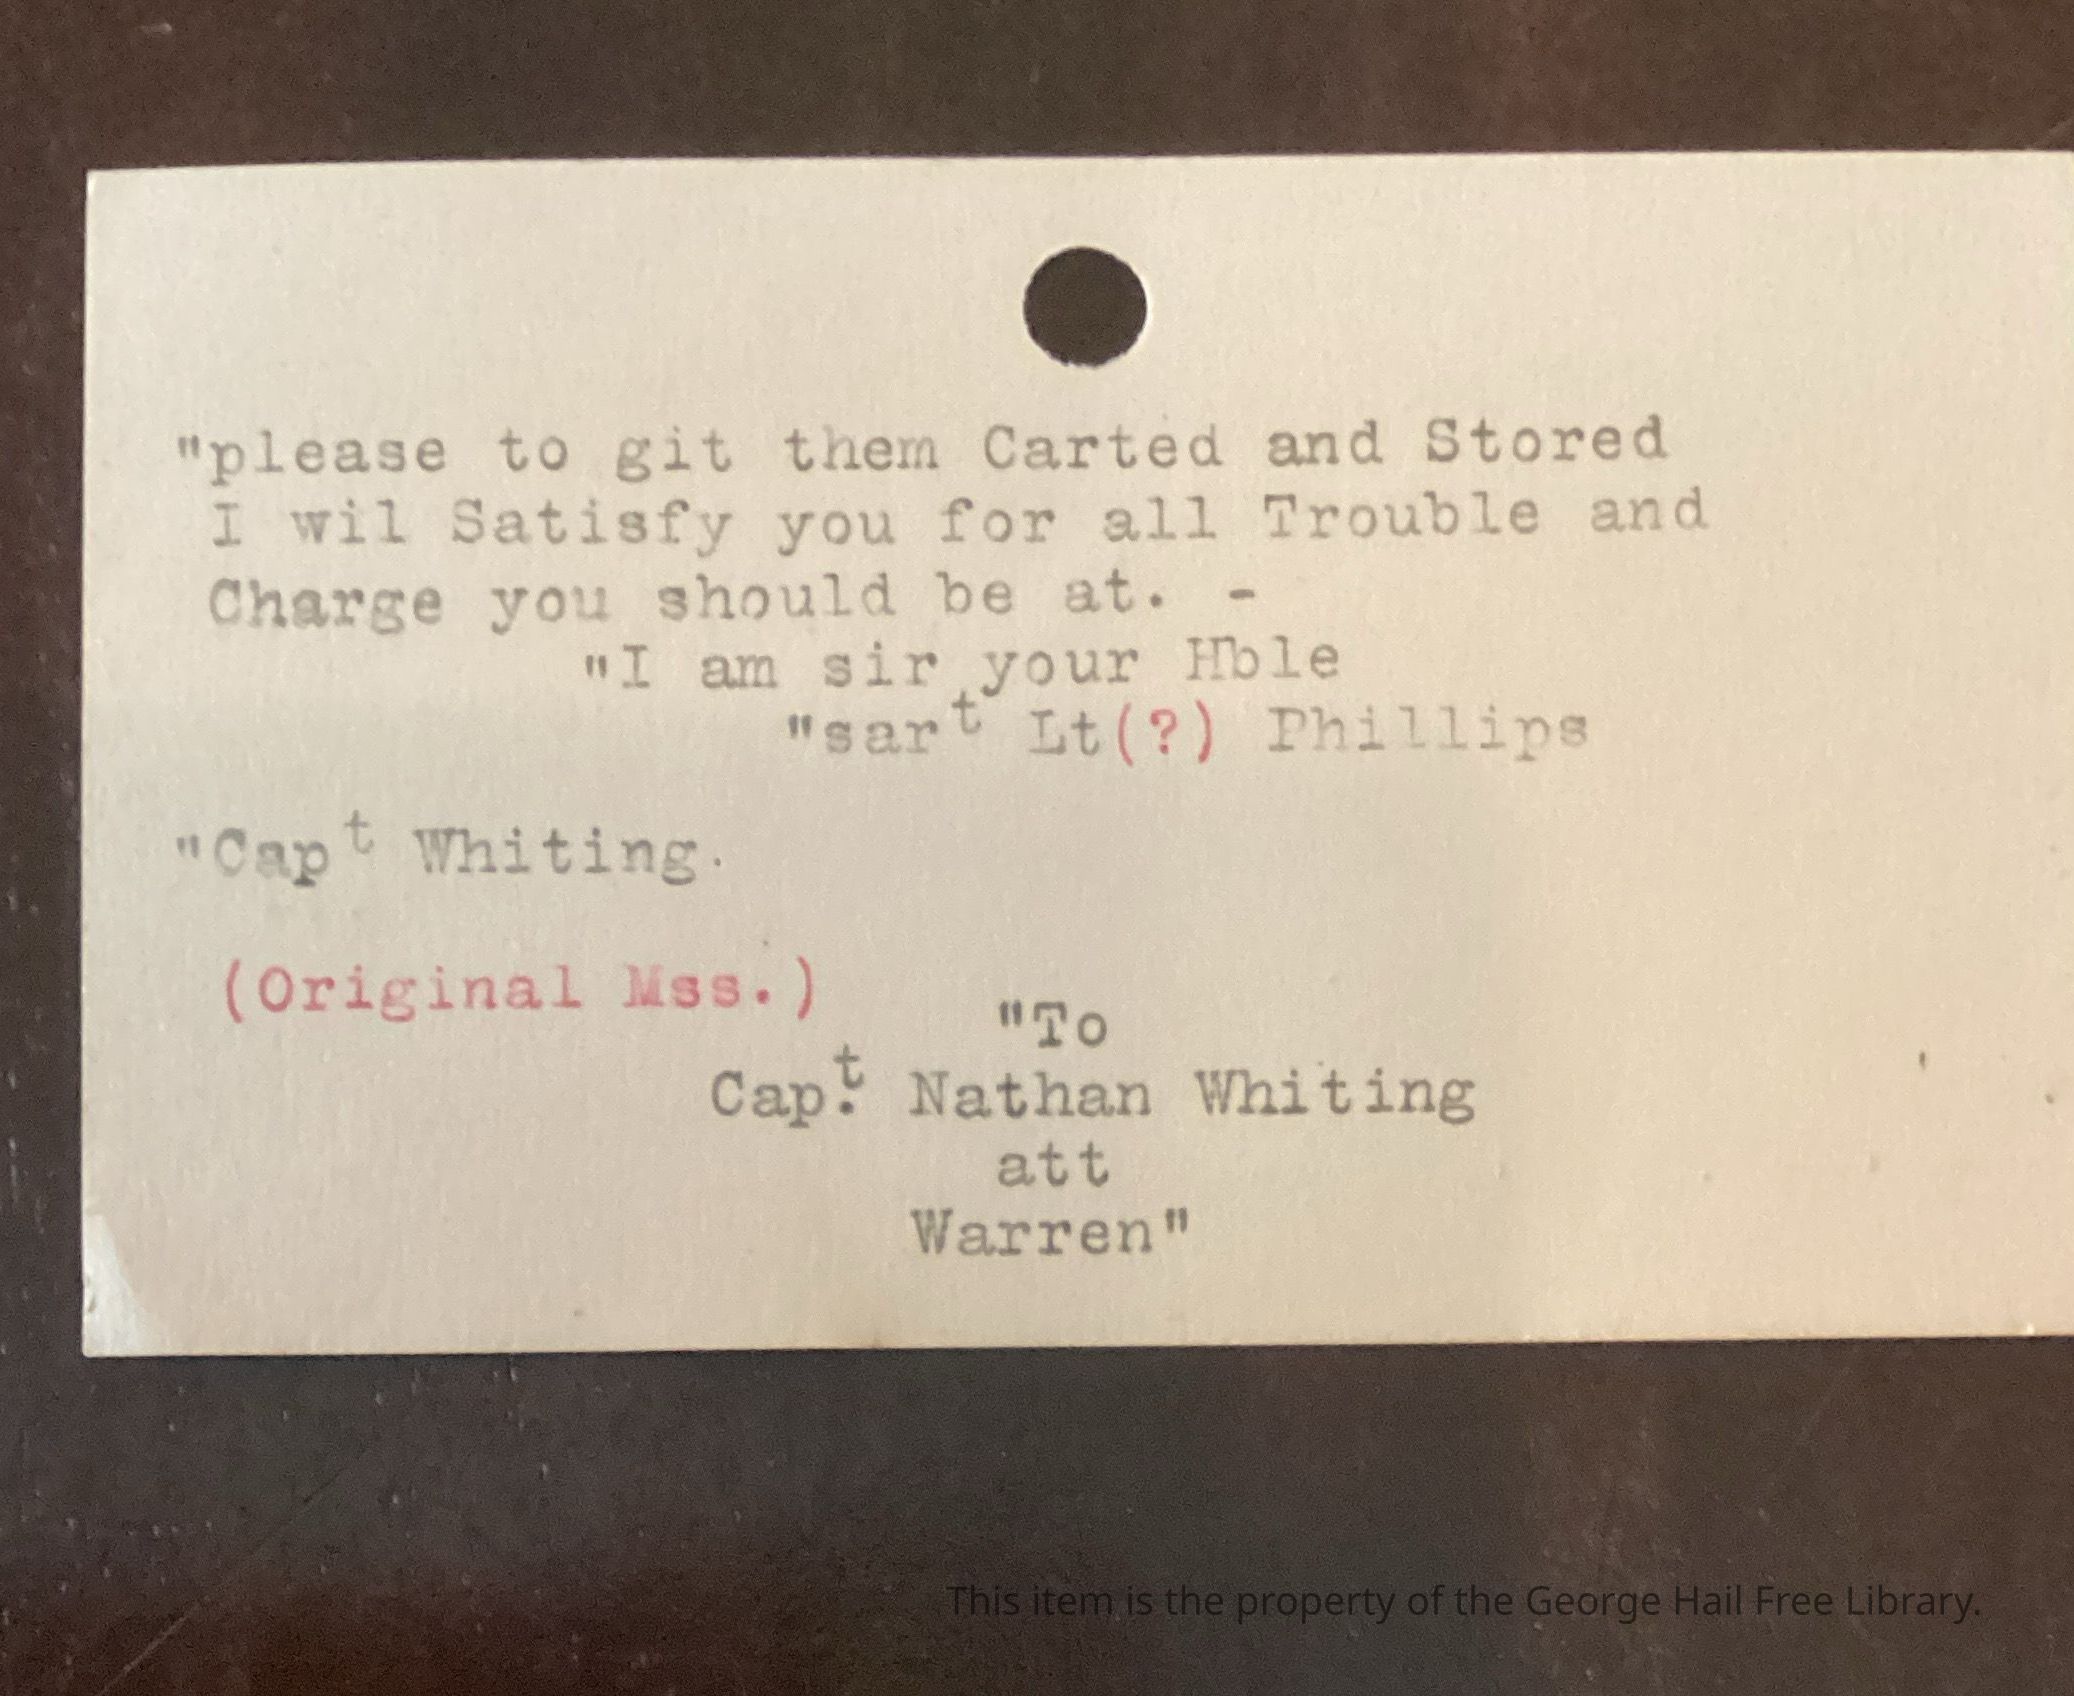 "please to git them Carted and Stored
I wil Satisfy you for all Trouble and
Charge you should be at. -
"I am sir your Hble
"sarᵗ Lt(?) Phillips
"Capᵗ Whiting.
(Original Mss.)
"To
Cap.ᵗ Nathan Whiting
att
Warren"
This item is the property of the George Hail Free Library.